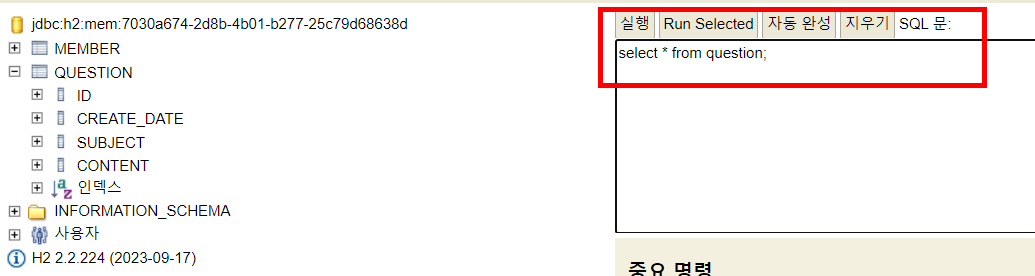 jdbc:h2:mem:7030a674-2d8b-4b01-b277-25c79d68638d
MEMBER
QUESTION
ID
CREATE_DATE
SUBJECT
CONTENT
인덱스
INFORMATION_SCHEMA
사용자
H2 2.2.224 (2023-09-17)
실행 Run Selected 자동 완성 지우기 SQL 문:
select * from question;
중요 명령